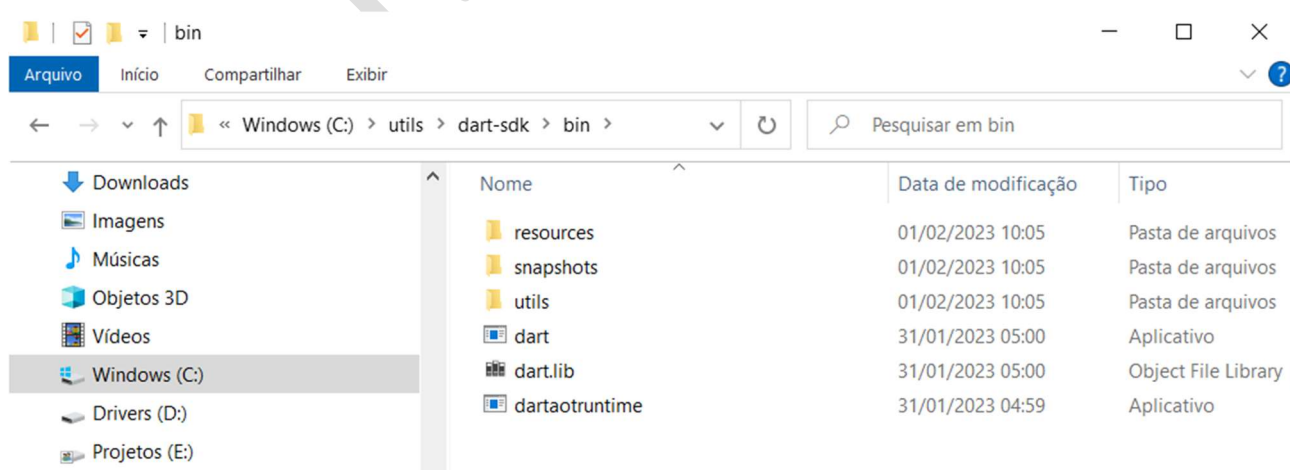 bin
Arquivo Início Compartilhar Exibir
« Windows (C:) > utils > dart-sdk > bin > Pesquisar em bin
Downloads
Imagens
Músicas
Objetos 3D
Vídeos
Windows (C:)
Drivers (D:)
Projetos (E:)
Nome Data de modificação Tipo
resources 01/02/2023 10:05 Pasta de arquivos
snapshots 01/02/2023 10:05 Pasta de arquivos
utils 01/02/2023 10:05 Pasta de arquivos
dart 31/01/2023 05:00 Aplicativo
dart.lib 31/01/2023 05:00 Object File Library
dartaotruntime 31/01/2023 04:59 Aplicativo